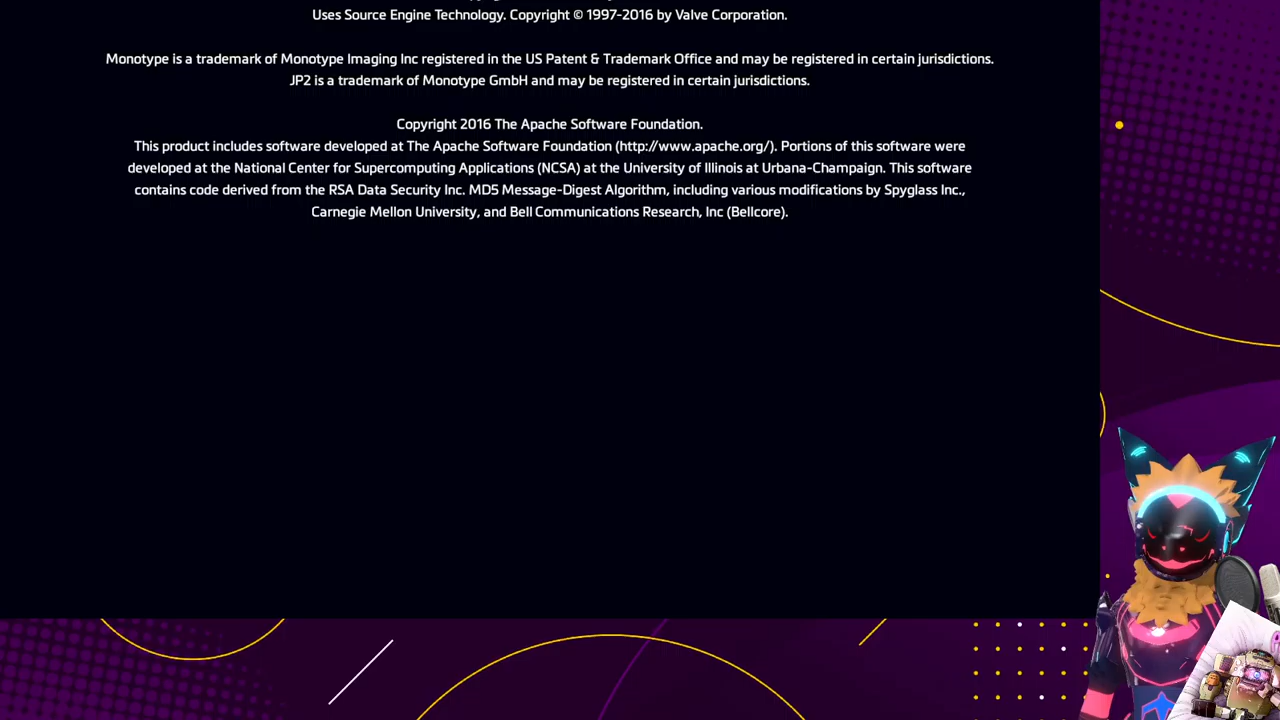 Uses Source Engine Technology. Copyright © 1997-2016 by Valve Corporation.
Monotype is a trademark of Monotype Imaging Inc registered in the US Patent & Trademark Office and may be registered in certain jurisdictions.
JP2 is a trademark of Monotype GmbH and may be registered in certain jurisdictions.
Copyright 2016 The Apache Software Foundation.
This product includes software developed at The Apache Software Foundation (http://www.apache.org/). Portions of this software were
developed at the National Center for Supercomputing Applications (NCSA) at the University of Illinois at Urbana-Champaign. This software
contains code derived from the RSA Data Security Inc. MD5 Message-Digest Algorithm, including various modifications by Spyglass Inc.,
Carnegie Mellon University, and Bell Communications Research, Inc (Bellcore).